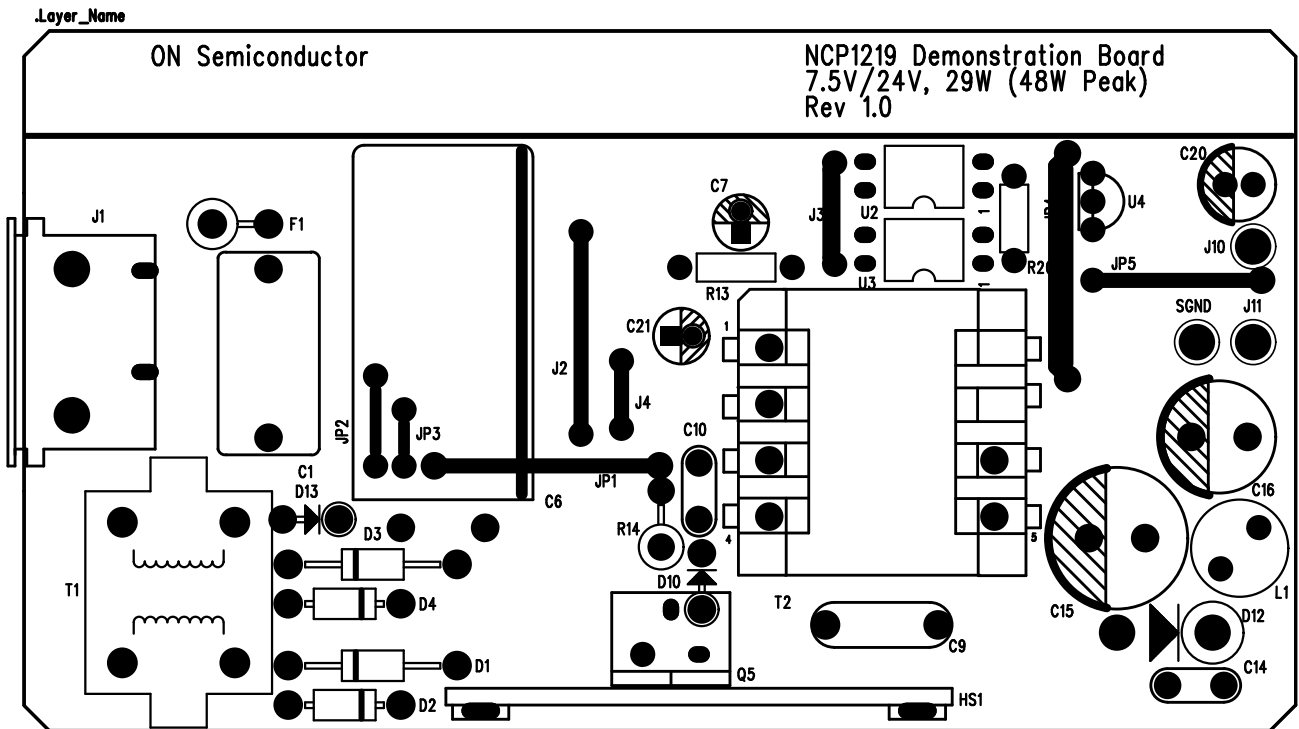 .Layer_Name
ON Semiconductor
NCP1219 Demonstration Board
7.5V/24V, 29W (48W Peak)
Rev 1.0
C20
C7
J1
J3
U2
1
U4
F1
J10
JP5
R13
U3
1
R20
SGND
J11
C21
1
J2
J4
JP2
JP3
C10
C1
D13
JP1
C6
C16
R14
D3
4
5
D10
T1
D4
T2
C15
L1
D12
C9
D1
Q5
C14
D2
HS1